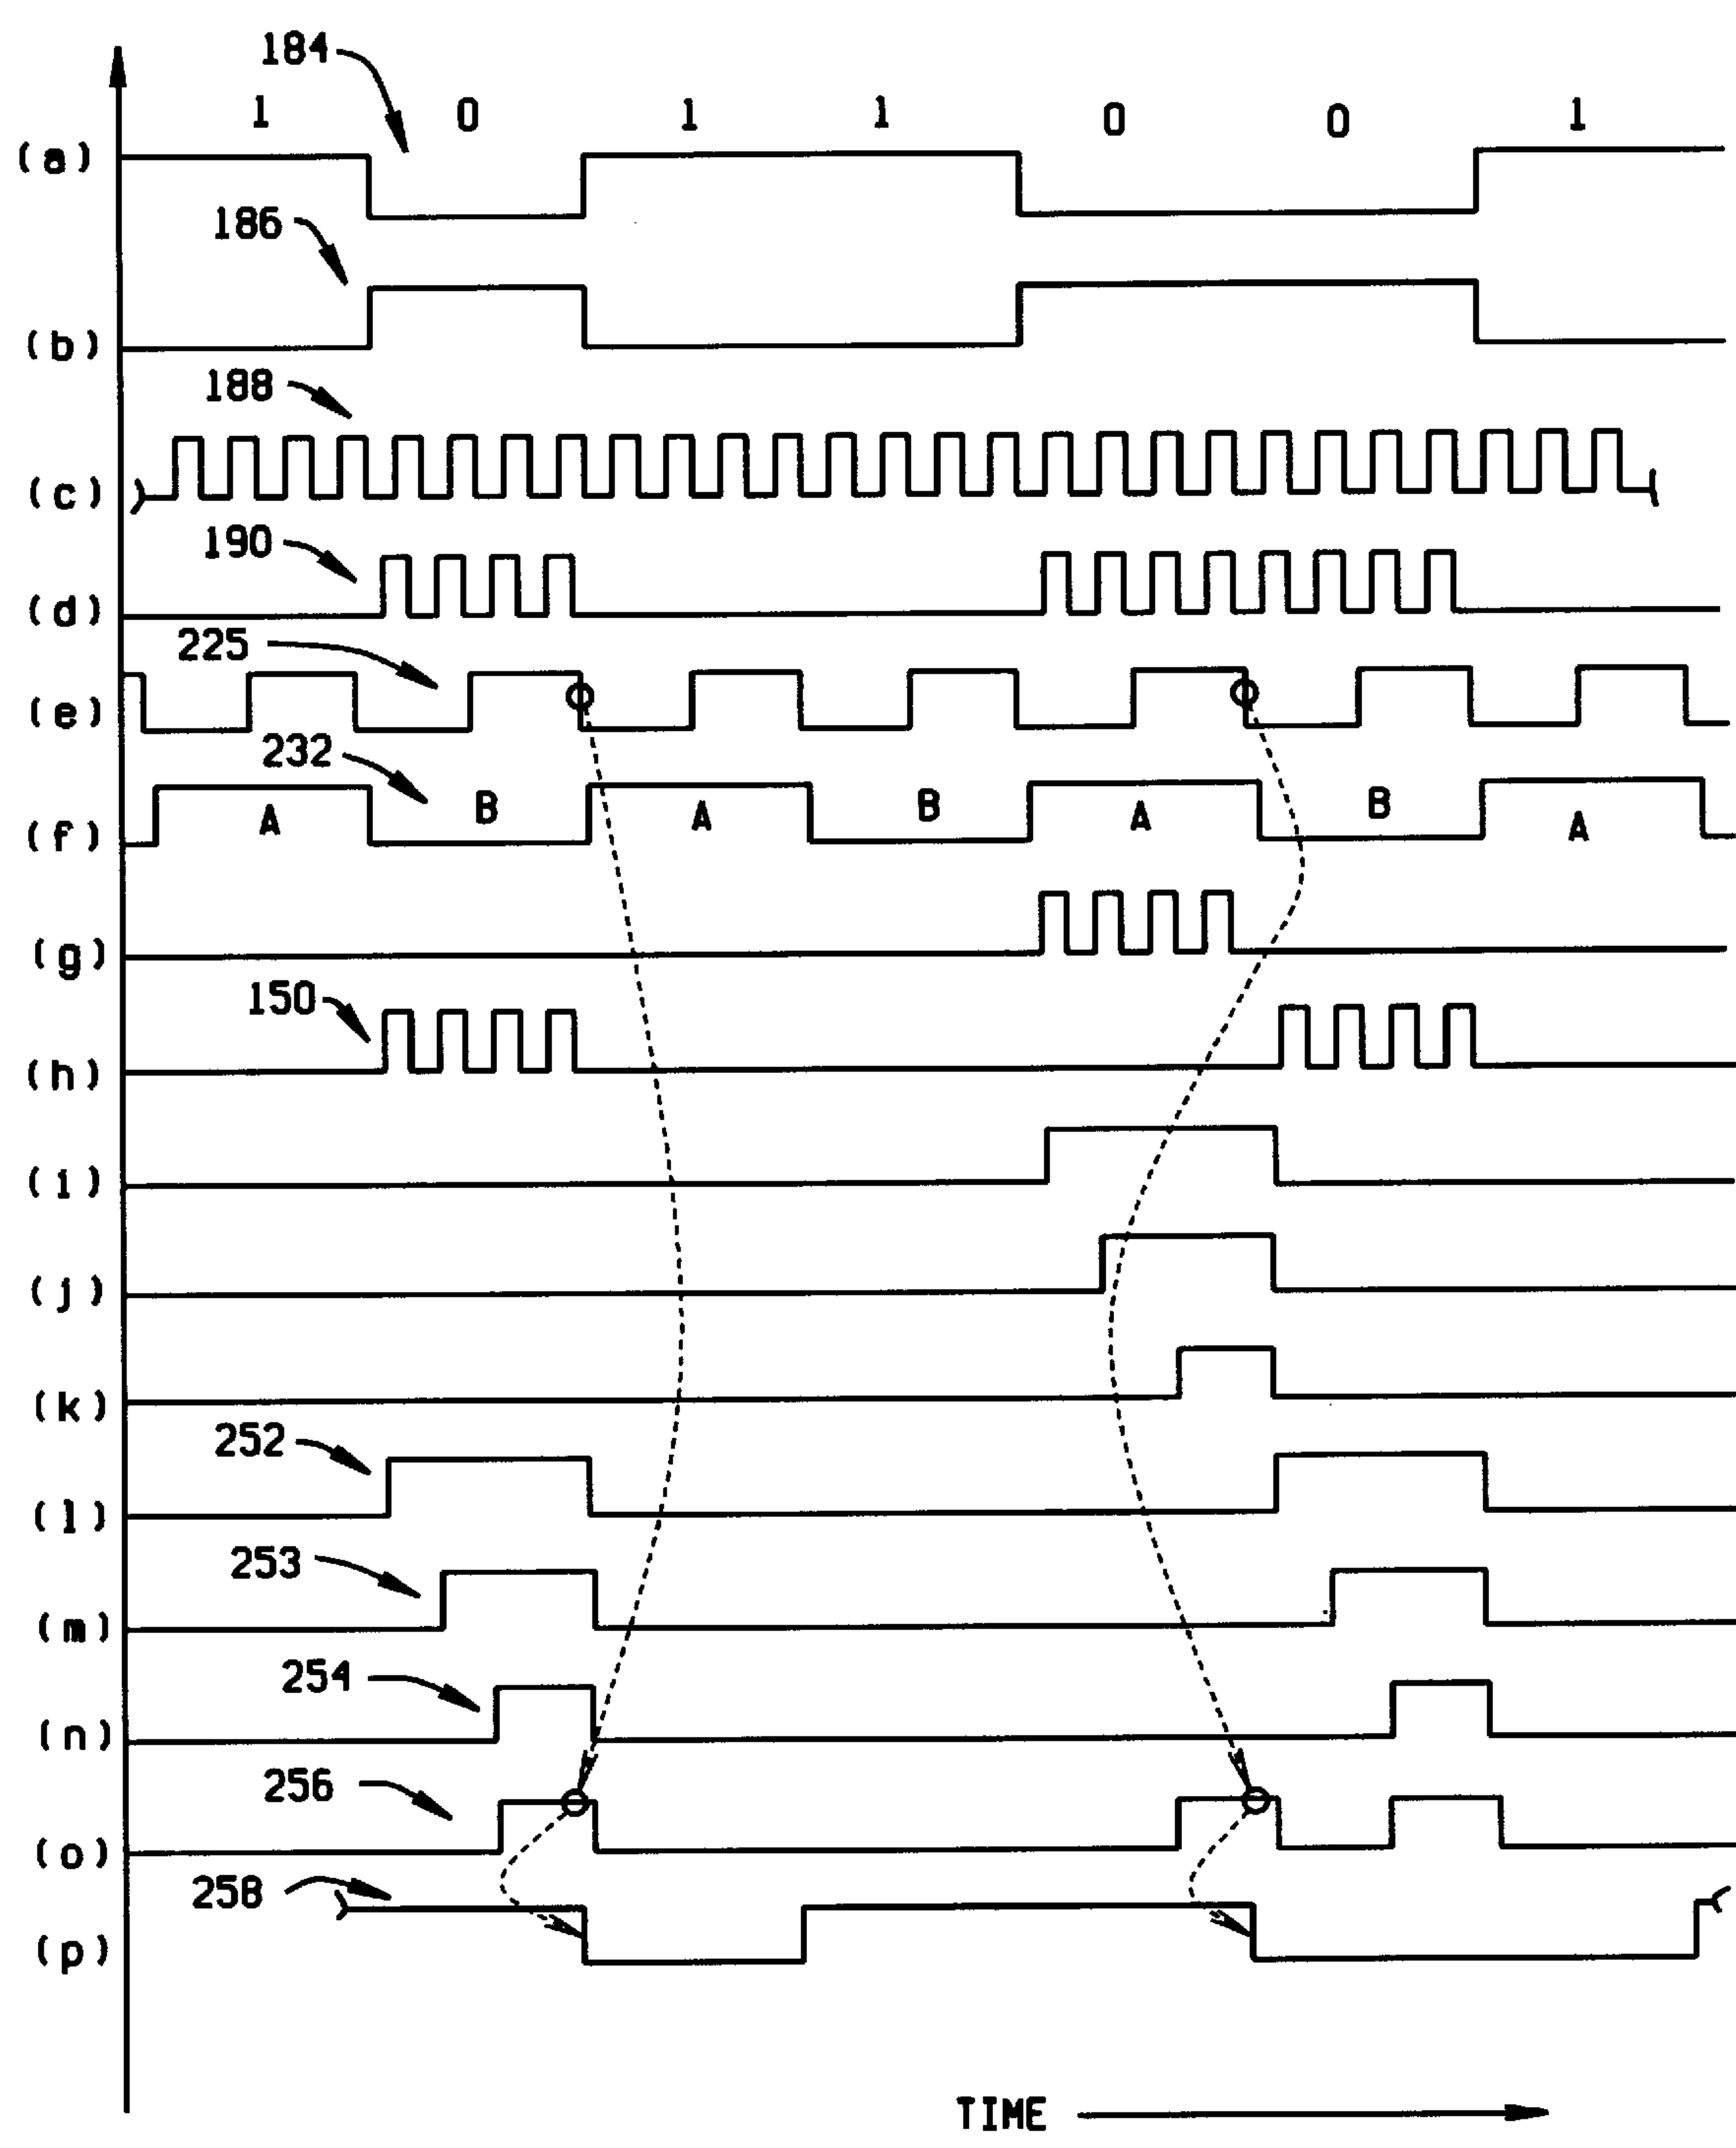 184
1 0 1 1 0 0 1
(a)
186
(b)
188
(c)
190
(d)
225
(e)
232
A B A B A B A
(f)
(g)
150
(h)
(i)
(j)
(k)
252
(l)
253
(m)
254
(n)
256
(o)
258
(p)
TIME